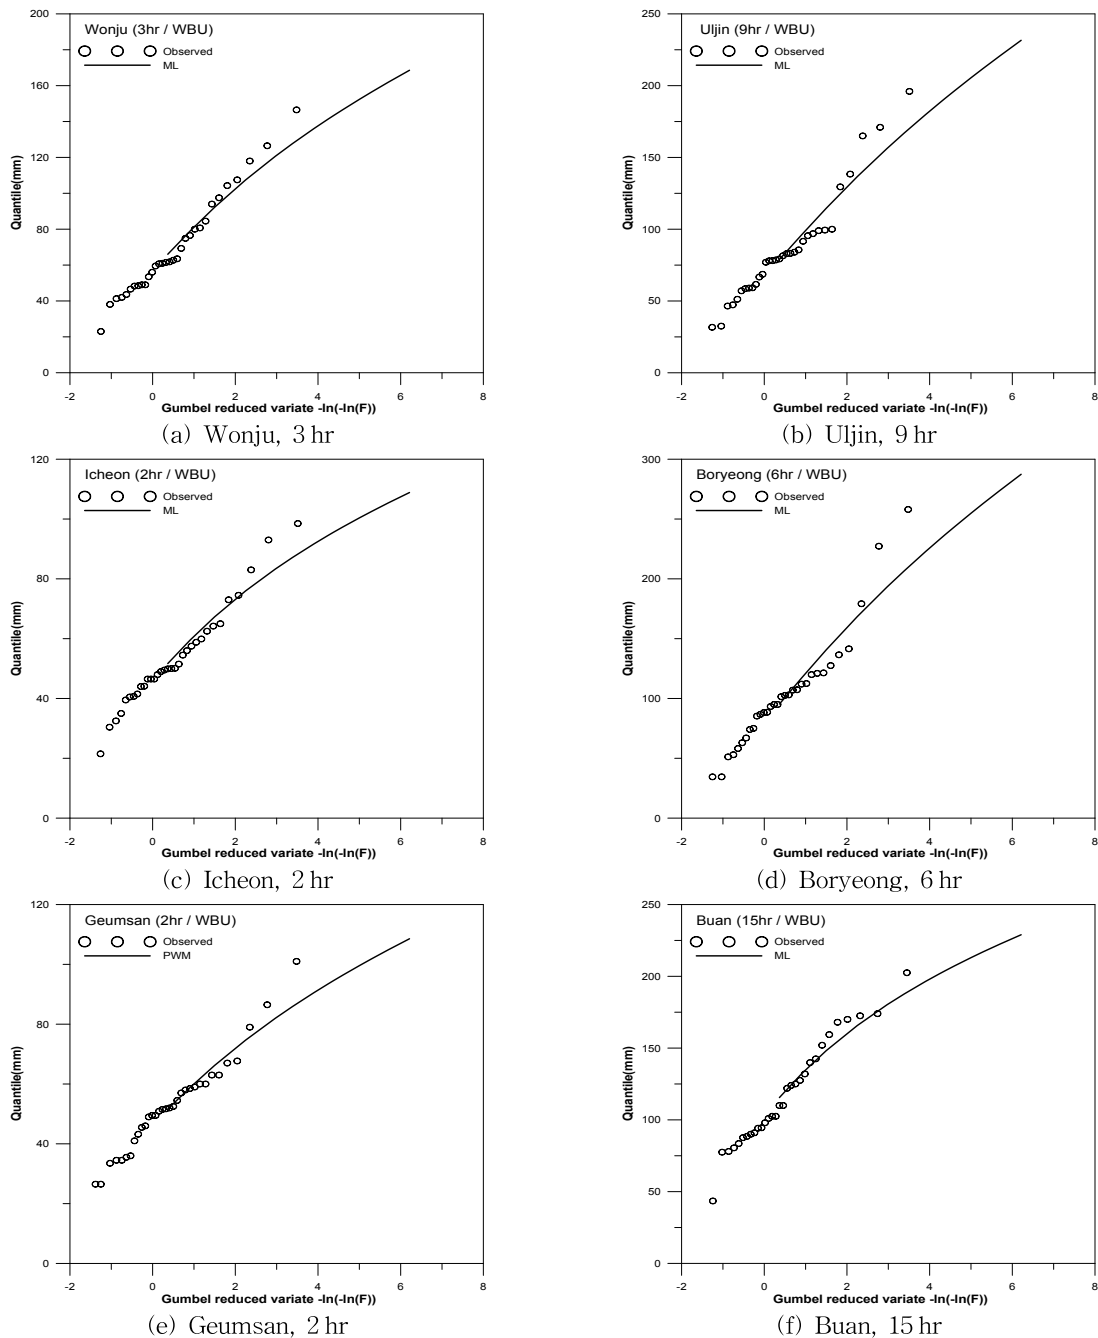 200
160
120
80
40
0
Quantile(mm)
Wonju (3hr / WBU)
Observed
ML
-2 0 2 4 6 8
Gumbel reduced variate -ln(-ln(F))
(a) Wonju, 3 hr
250
200
150
100
50
0
Quantile(mm)
Uljin (9hr / WBU)
Observed
ML
-2 0 2 4 6 8
Gumbel reduced variate -ln(-ln(F))
(b) Uljin, 9 hr
120
80
40
0
Quantile(mm)
Icheon (2hr / WBU)
Observed
ML
-2 0 2 4 6 8
Gumbel reduced variate -ln(-ln(F))
(c) Icheon, 2 hr
300
200
100
0
Quantile(mm)
Boryeong (6hr / WBU)
Observed
ML
-2 0 2 4 6 8
Gumbel reduced variate -ln(-ln(F))
(d) Boryeong, 6 hr
120
80
40
0
Quantile(mm)
Geumsan (2hr / WBU)
Observed
PWM
-2 0 2 4 6 8
Gumbel reduced variate -ln(-ln(F))
(e) Geumsan, 2 hr
250
200
150
100
50
0
Quantile(mm)
Buan (15hr / WBU)
Observed
ML
-2 0 2 4 6 8
Gumbel reduced variate -ln(-ln(F))
(f) Buan, 15 hr